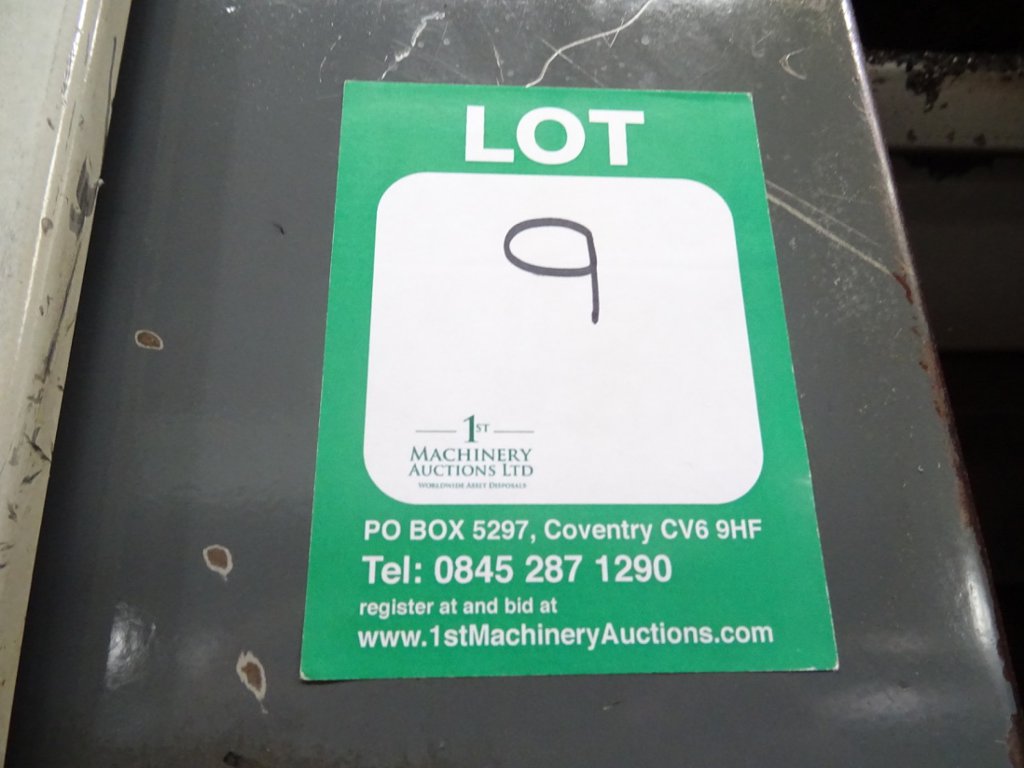 LOT
9
1ST
MACHINERY
AUCTIONS LTD
WORLDWIDE ASSET DISPOSALS
PO BOX 5297, Coventry CV6 9HF
Tel: 0845 287 1290
register at and bid at
www.1stMachineryAuctions.com